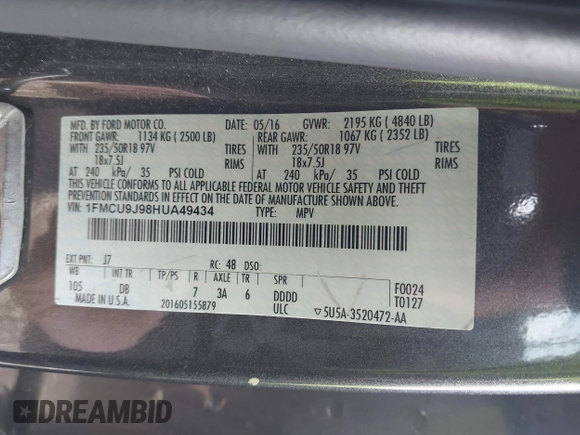 MFD. BY FORD MOTOR CO. DATE: 05/16 GVWR: 2195 KG ( 4840 LB)
FRONT GAWR: 1134 KG ( 2500 LB) REAR GAWR: 1067 KG ( 2352 LB)
WITH 235/50R18 97V TIRES WITH 235/50R18 97V TIRES
18x7.5J RIMS 18x7.5J RIMS
AT 240 kPa/ 35 PSI COLD AT 240 kPa/ 35 PSI COLD
THIS VEHICLE CONFORMS TO ALL APPLICABLE FEDERAL MOTOR VEHICLE SAFETY AND THEFT
PREVENTION STANDARDS IN EFFECT ON THE DATE OF MANUFACTURE SHOWN ABOVE.
VIN: 1FMCU9J98HUA49434 TYPE: MPV
EXT PNT: J7 RC: 48 DSO:
WB INT TR TP/PS R AXLE TR SPR F0024
105 DB 7 3A 6 DDDD T0127
MADE IN U.S.A. 201605155879 ULC 5U5A-3520472-AA
DREAMBID